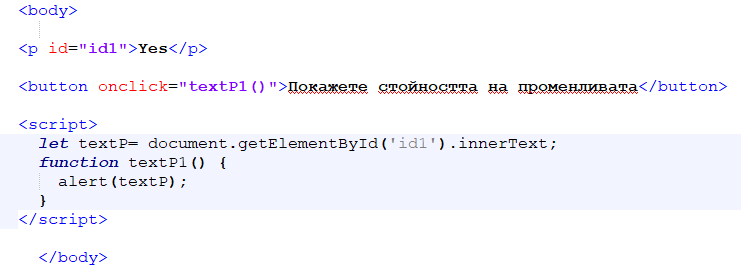 <body>
<p id="id1">Yes</p>
<button onclick="textP1()">Покажете стойността на променливата</button>
<script>
let textP= document.getElementById('id1').innerText;
function textP1() {
alert(textP);
}
</script>
</body>